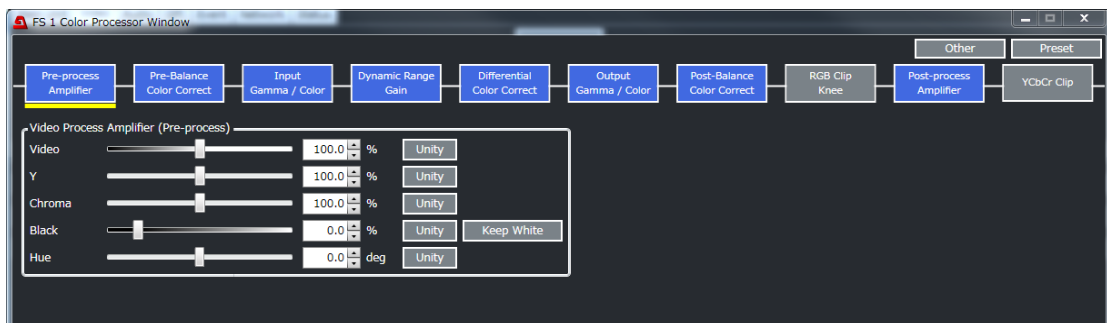 FS 1 Color Processor Window
Other Preset
Pre-process Amplifier
Pre-Balance Color Correct
Input Gamma / Color
Dynamic Range Gain
Differential Color Correct
Output Gamma / Color
Post-Balance Color Correct
RGB Clip Knee
Post-process Amplifier
YCbCr Clip
Video Process Amplifier (Pre-process)
Video 100.0 % Unity
Y 100.0 % Unity
Chroma 100.0 % Unity
Black 0.0 % Unity Keep White
Hue 0.0 deg Unity